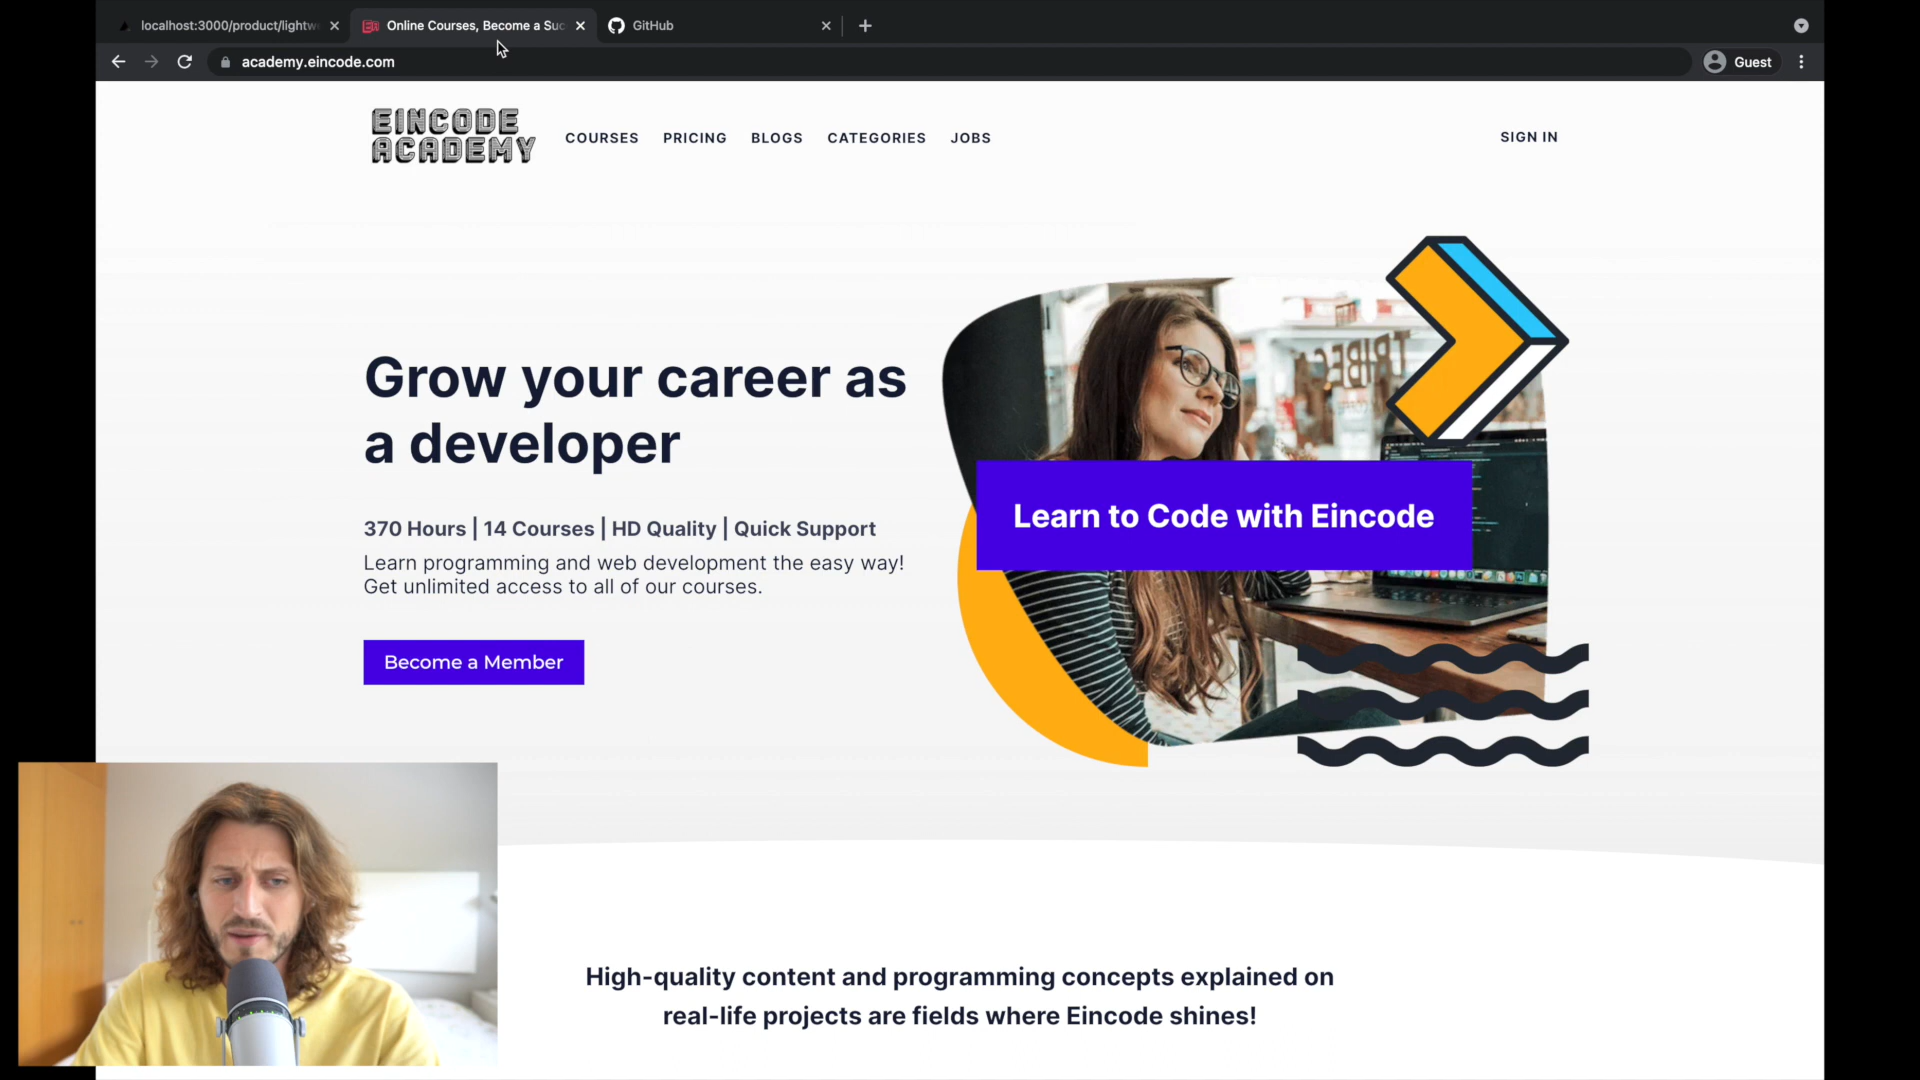 localhost:3000/product/lightw
Online Courses, Become a Suc
GitHub
academy.eincode.com
Guest
EINCODE
ACADEMY
COURSES
PRICING
BLOGS
CATEGORIES
JOBS
SIGN IN
Grow your career as
a developer
370 Hours | 14 Courses | HD Quality | Quick Support
Learn programming and web development the easy way!
Get unlimited access to all of our courses.
Become a Member
TRIBECA
Learn to Code with Eincode
High-quality content and programming concepts explained on
real-life projects are fields where Eincode shines!